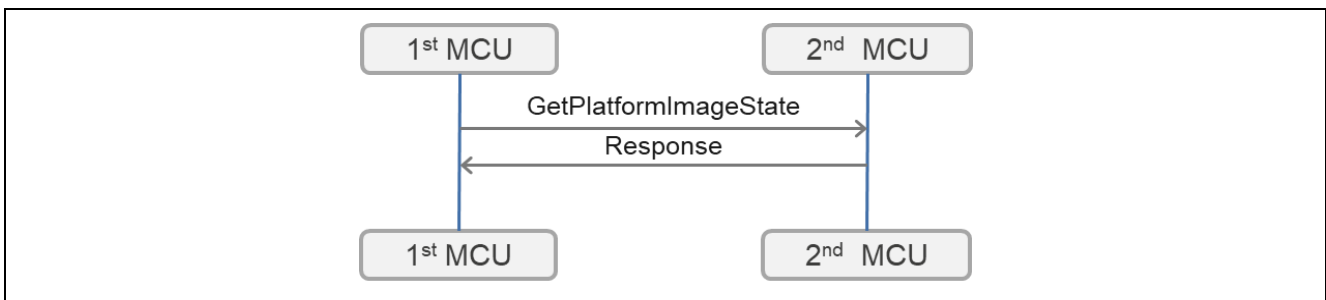 1st MCU 2nd MCU
GetPlatformImageState
Response
1st MCU 2nd MCU